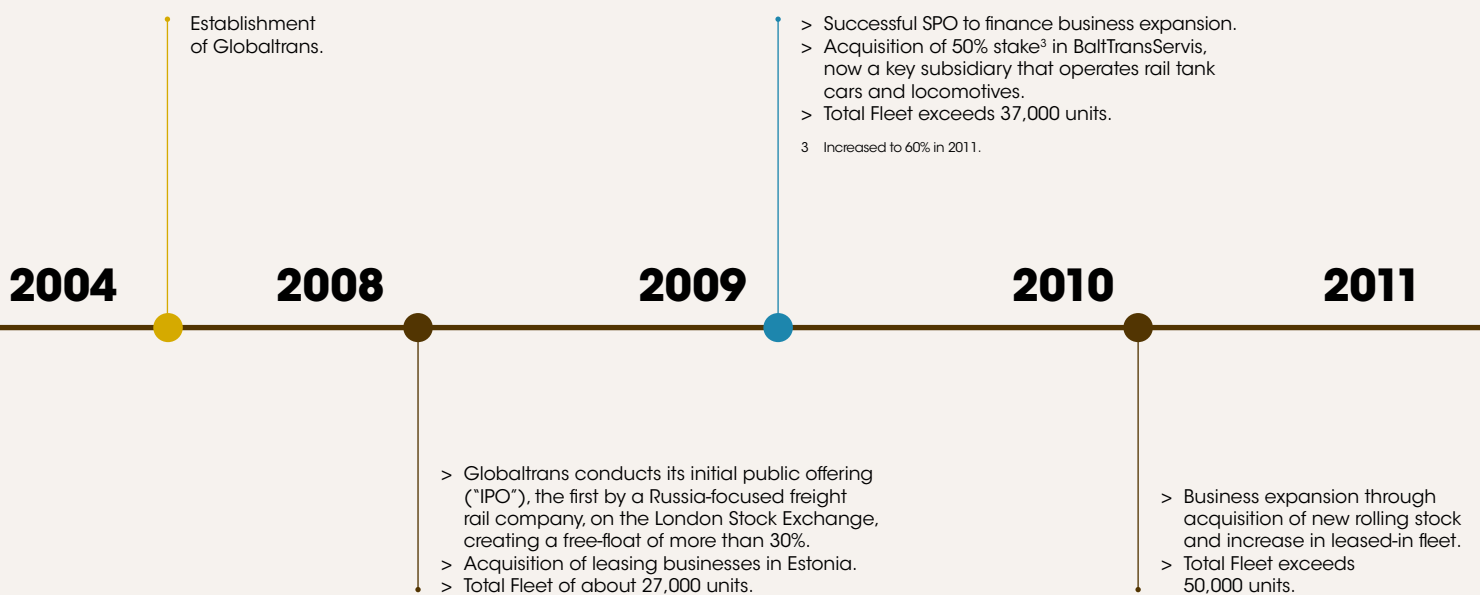 Establishment
of Globaltrans.
> Successful SPO to finance business expansion.
> Acquisition of 50% stake³ in BaltTransServis,
now a key subsidiary that operates rail tank
cars and locomotives.
> Total Fleet exceeds 37,000 units.
3 Increased to 60% in 2011.
2004
2008
2009
2010
2011
> Globaltrans conducts its initial public offering
(“IPO”), the first by a Russia-focused freight
rail company, on the London Stock Exchange,
creating a free-float of more than 30%.
> Acquisition of leasing businesses in Estonia.
> Total Fleet of about 27,000 units.
> Business expansion through
acquisition of new rolling stock
and increase in leased-in fleet.
> Total Fleet exceeds
50,000 units.